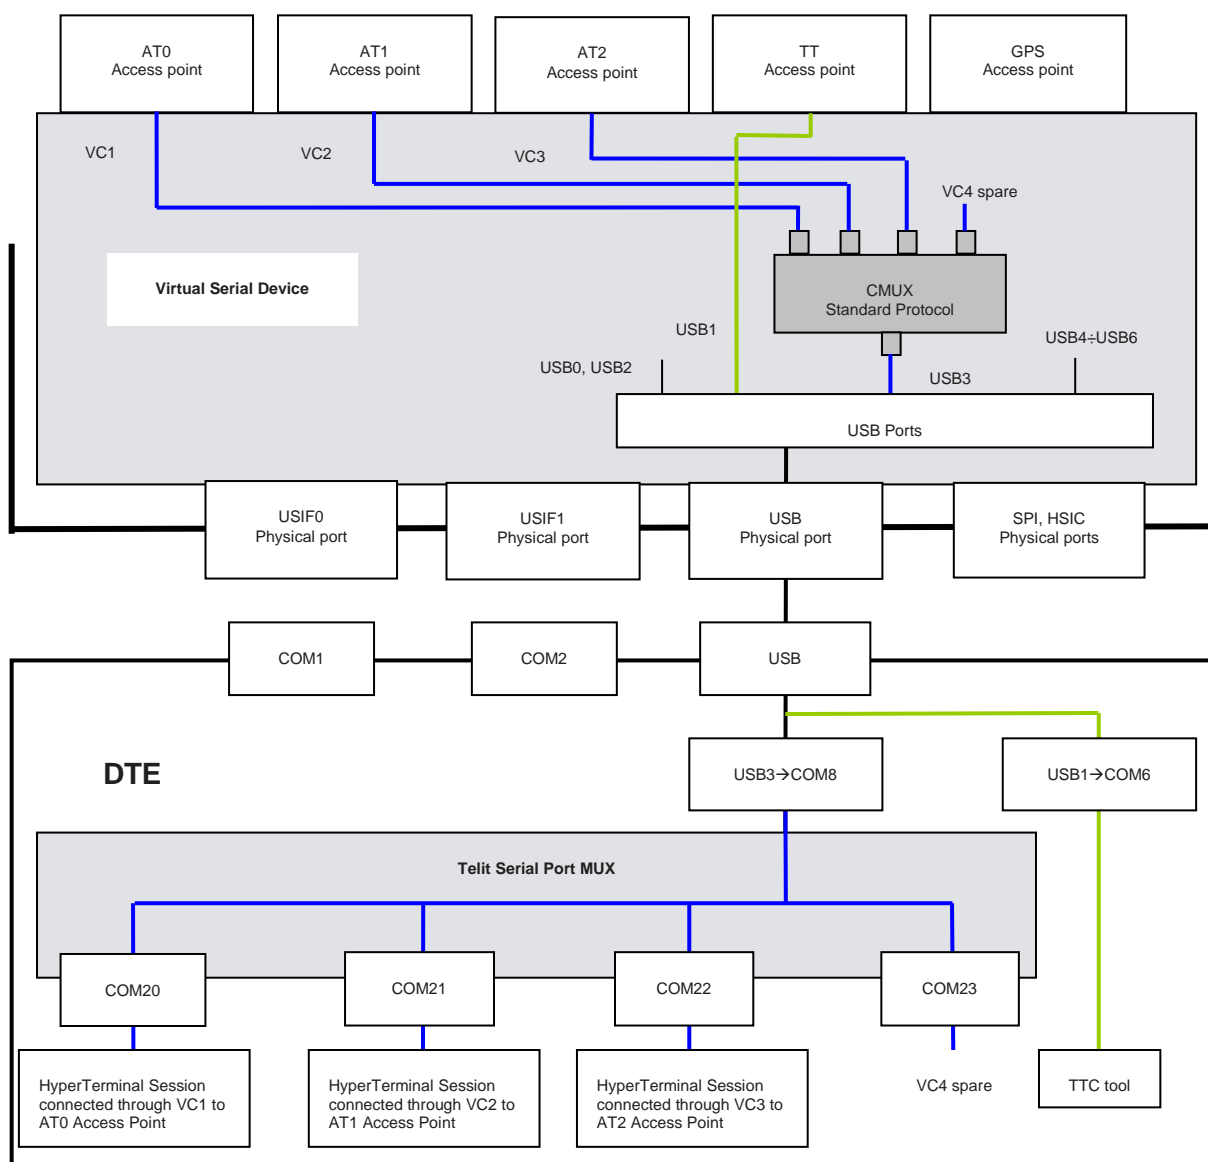 AT0
Access point
AT1
Access point
AT2
Access point
TT
Access point
GPS
Access point
VC1
VC2
VC3
VC4 spare
Virtual Serial Device
CMUX
Standard Protocol
USB1
USB0, USB2
USB3
USB4÷USB6
USB Ports
USIF0
Physical port
USIF1
Physical port
USB
Physical port
SPI, HSIC
Physical ports
COM1
COM2
USB
DTE
USB3→COM8
USB1→COM6
Telit Serial Port MUX
COM20
COM21
COM22
COM23
HyperTerminal Session
connected through VC1 to
AT0 Access Point
HyperTerminal Session
connected through VC2 to
AT1 Access Point
HyperTerminal Session
connected through VC3 to
AT2 Access Point
VC4 spare
TTC tool